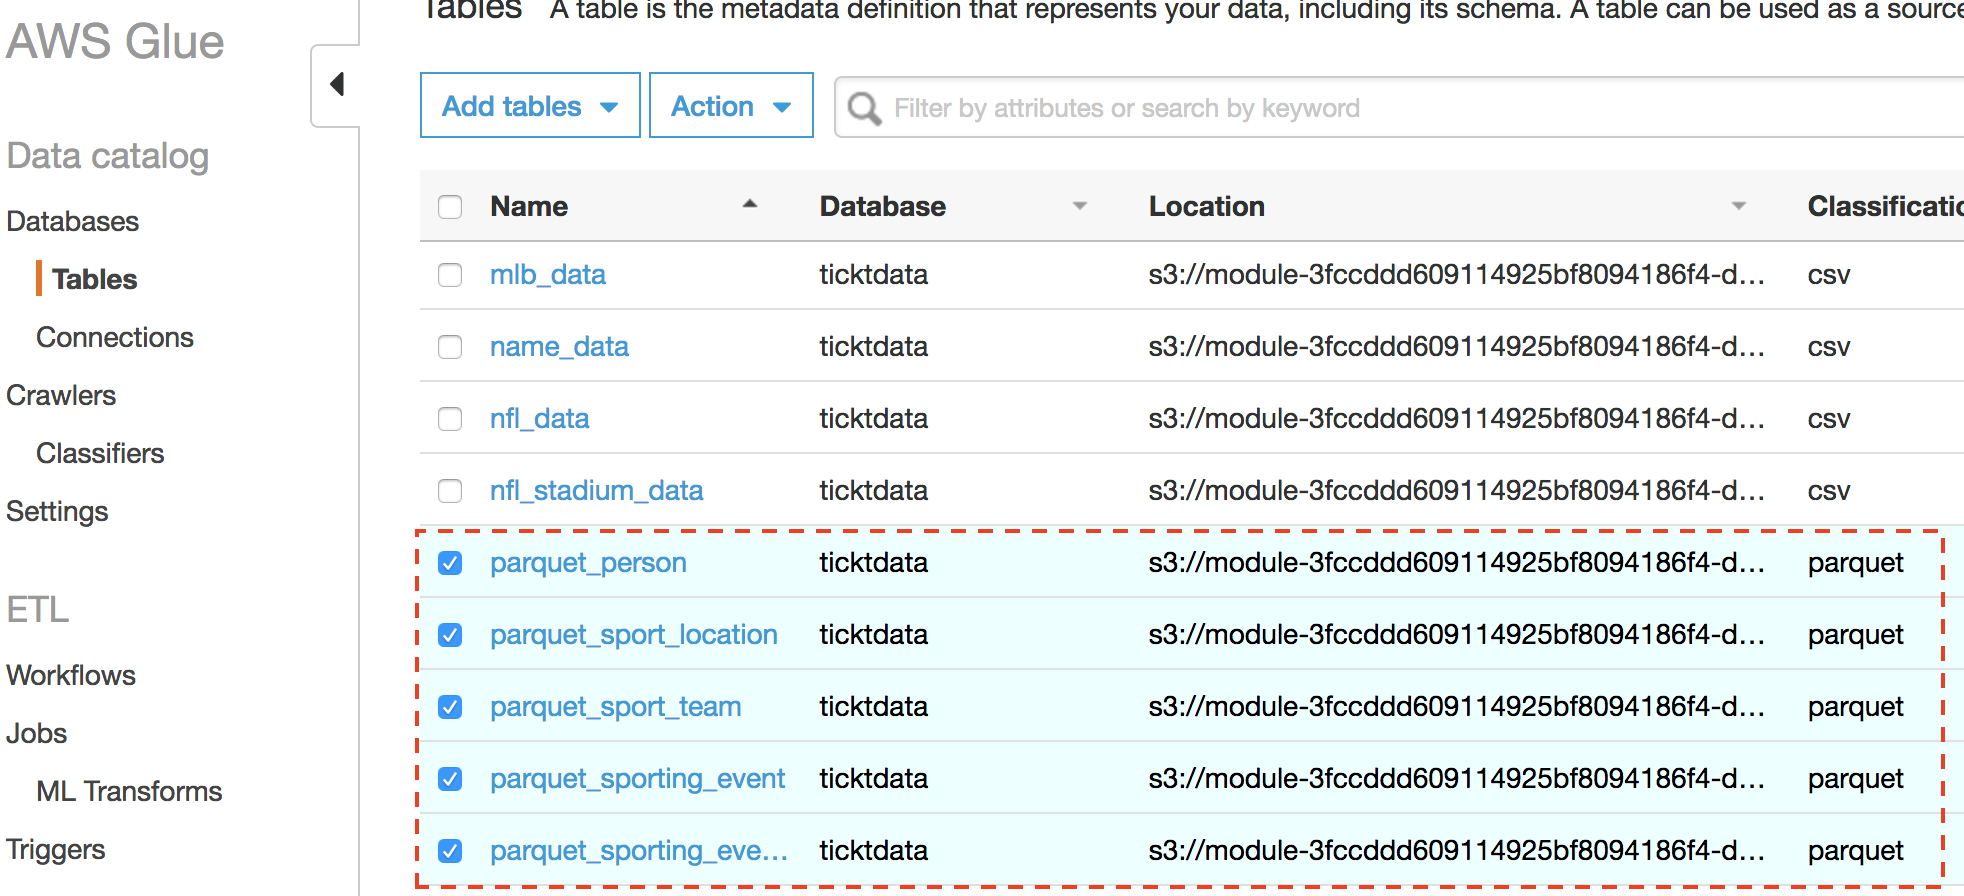 AWS Glue
Data catalog
Databases
Tables
Connections
Crawlers
Classifiers
Settings
ETL
Workflows
Jobs
ML Transforms
Triggers
Tables A table is the metadata definition that represents your data, including its schema. A table can be used as a source
Add tables Action Filter by attributes or search by keyword
Name Database Location Classificatio
mlb_data ticktdata s3://module-3fccddd609114925bf8094186f4-d... csv
name_data ticktdata s3://module-3fccddd609114925bf8094186f4-d... csv
nfl_data ticktdata s3://module-3fccddd609114925bf8094186f4-d... csv
nfl_stadium_data ticktdata s3://module-3fccddd609114925bf8094186f4-d... csv
parquet_person ticktdata s3://module-3fccddd609114925bf8094186f4-d... parquet
parquet_sport_location ticktdata s3://module-3fccddd609114925bf8094186f4-d... parquet
parquet_sport_team ticktdata s3://module-3fccddd609114925bf8094186f4-d... parquet
parquet_sporting_event ticktdata s3://module-3fccddd609114925bf8094186f4-d... parquet
parquet_sporting_eve... ticktdata s3://module-3fccddd609114925bf8094186f4-d... parquet